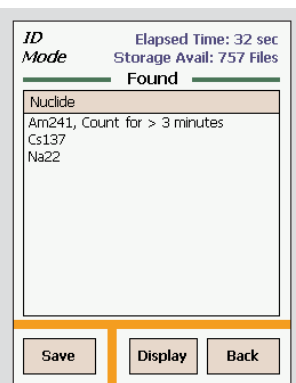 ID Elapsed Time: 32 sec
Mode Storage Avail: 757 Files
Found
Nuclide
Am241, Count for > 3 minutes
Cs137
Na22
Save Display Back